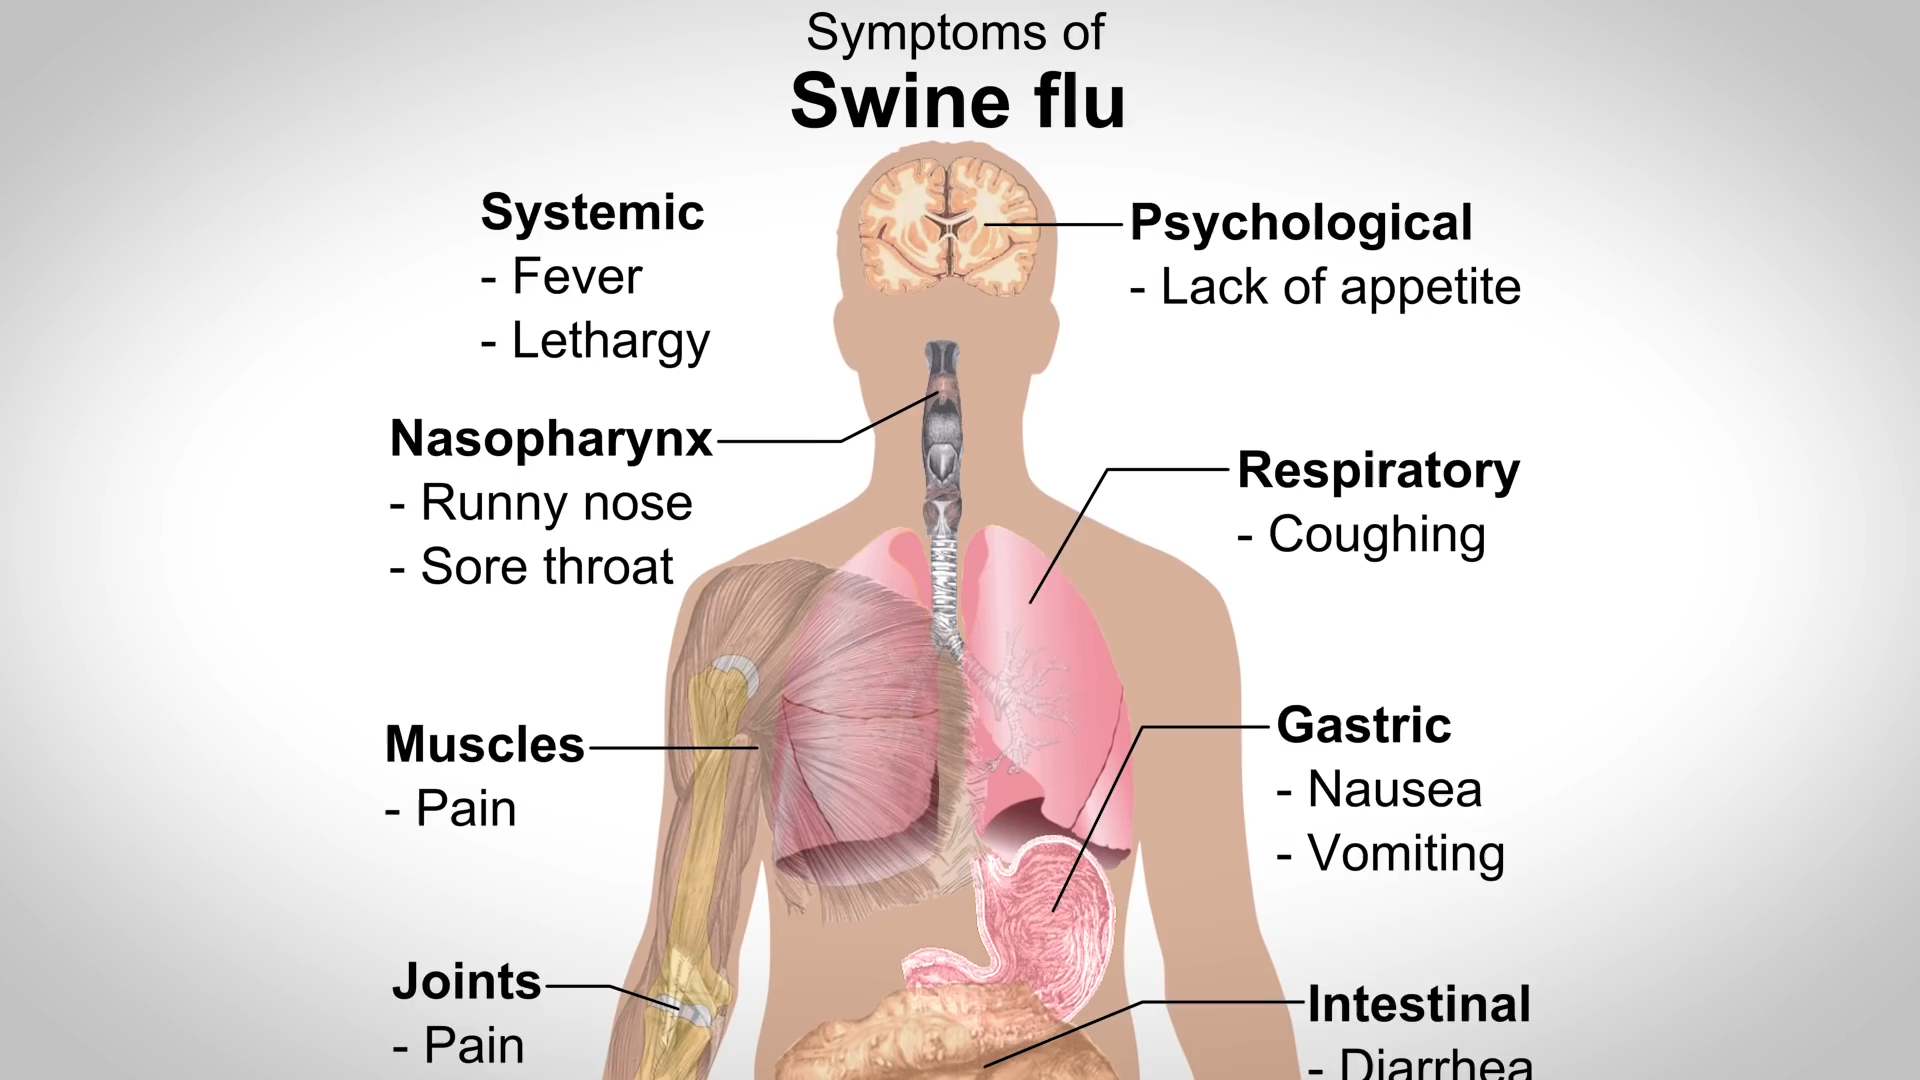 Symptoms of
Swine flu
Systemic
- Fever
- Lethargy
Psychological
- Lack of appetite
Nasopharynx
- Runny nose
- Sore throat
Respiratory
- Coughing
Muscles
- Pain
Gastric
- Nausea
- Vomiting
Joints
- Pain
Intestinal
- Diarrhea